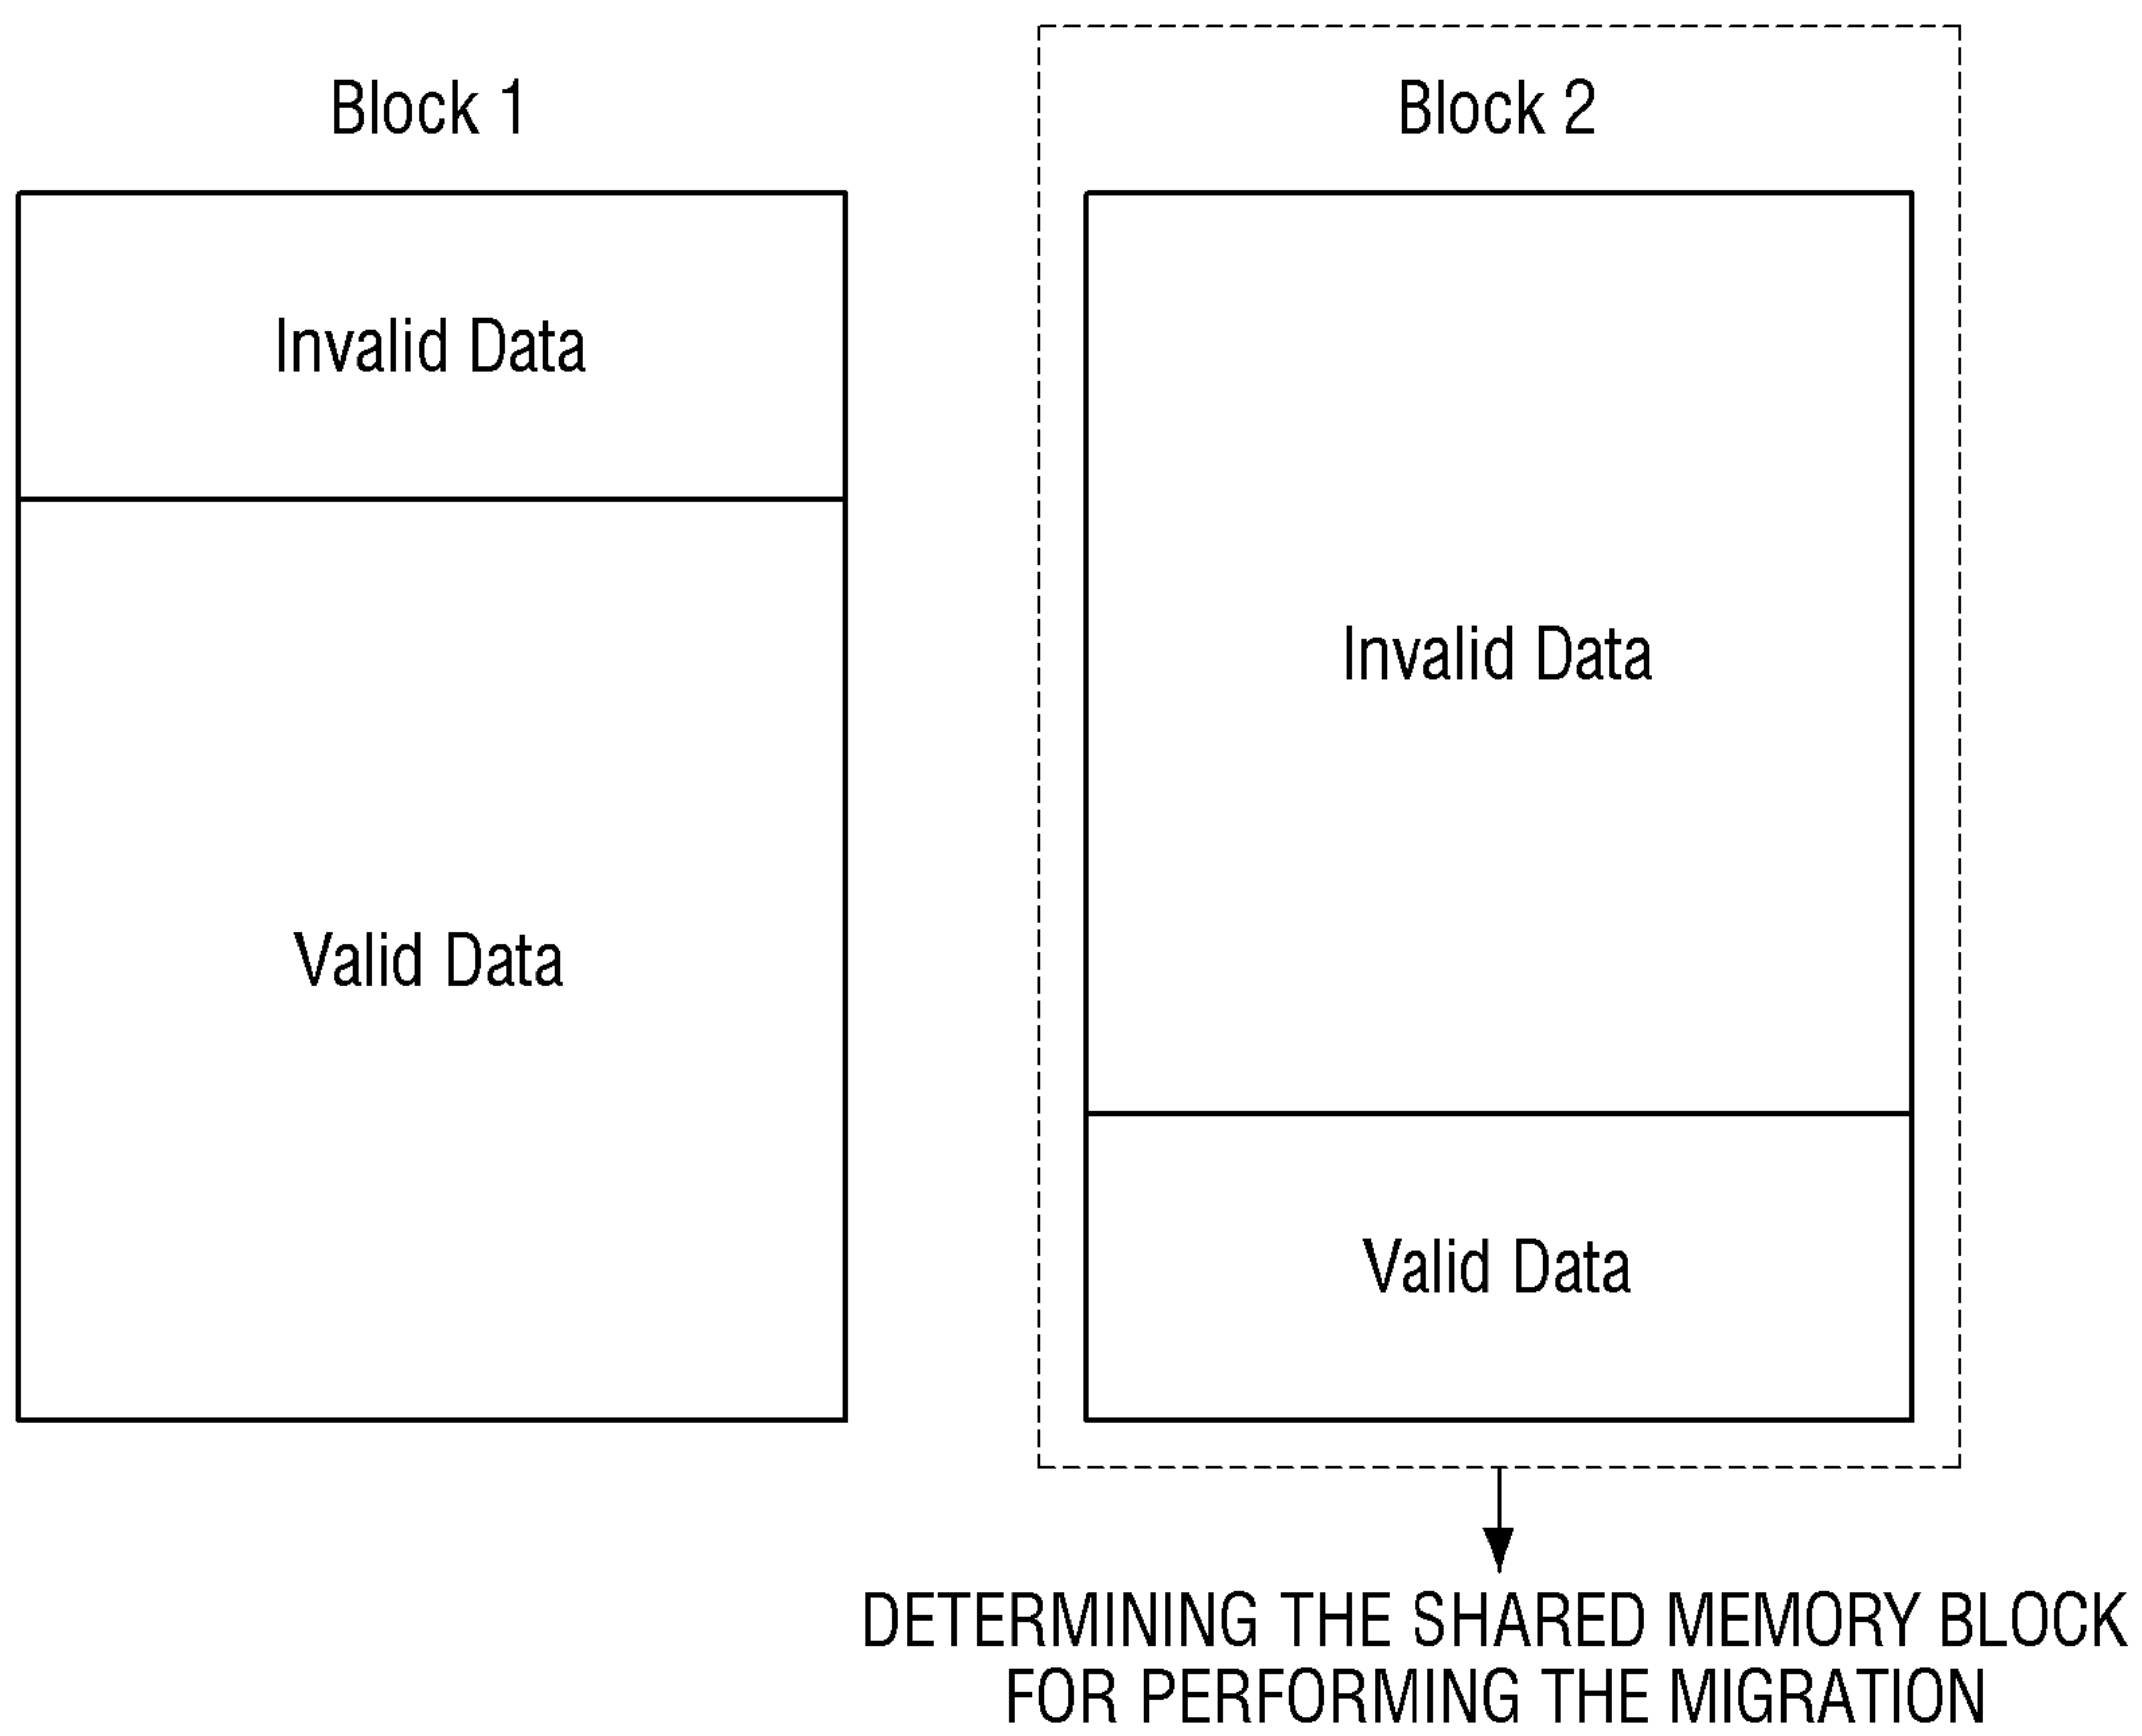 Block 1
Invalid Data
Valid Data
Block 2
Invalid Data
Valid Data
DETERMINING THE SHARED MEMORY BLOCK
FOR PERFORMING THE MIGRATION